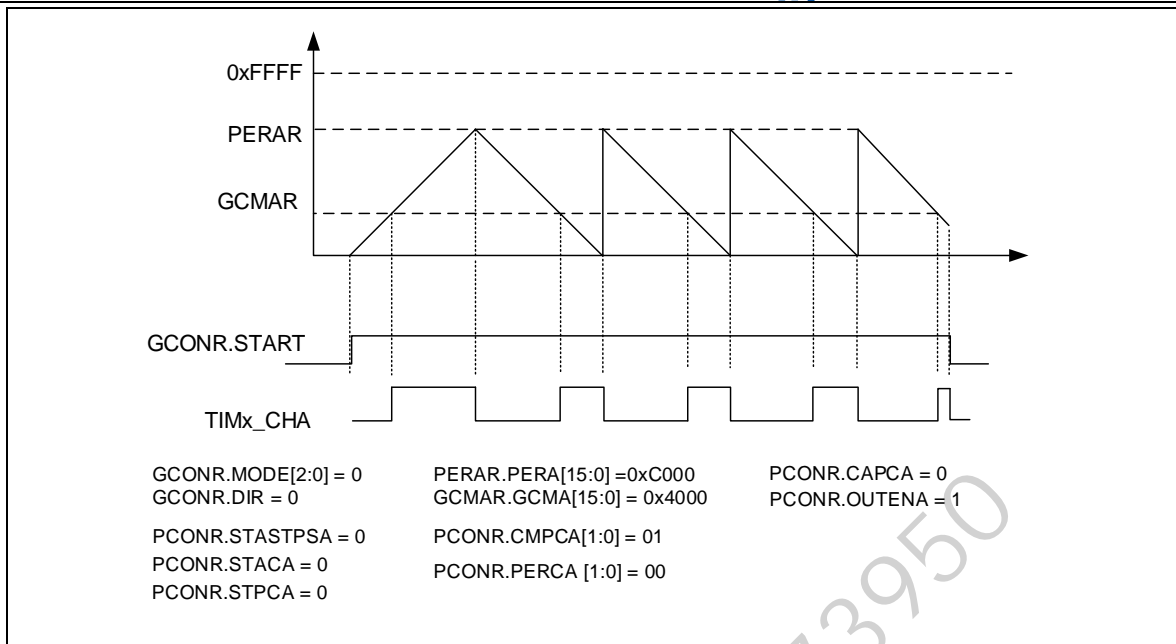 0xFFFF
PERAR
GCMAR
GCONR.START
TIMx_CHA
GCONR.MODE[2:0] = 0
GCONR.DIR = 0
PCONR.STASTPSA = 0
PCONR.STACA = 0
PCONR.STPCA = 0
PERAR.PERA[15:0] =0xC000
GCMAR.GCMA[15:0] = 0x4000
PCONR.CMPCA[1:0] = 01
PCONR.PERCA [1:0] = 00
PCONR.CAPCA = 0
PCONR.OUTENA = 1
3950